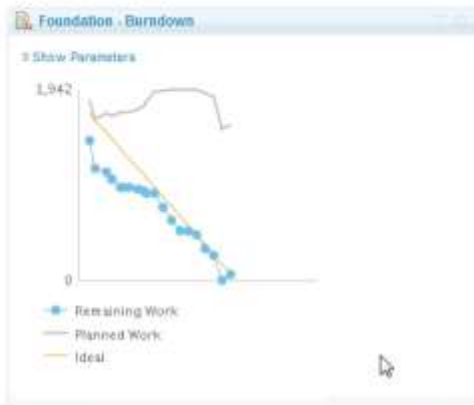 Foundation - Burndown
Show Parameters
1,942
0
Remaining Work
Planned Work
Ideal